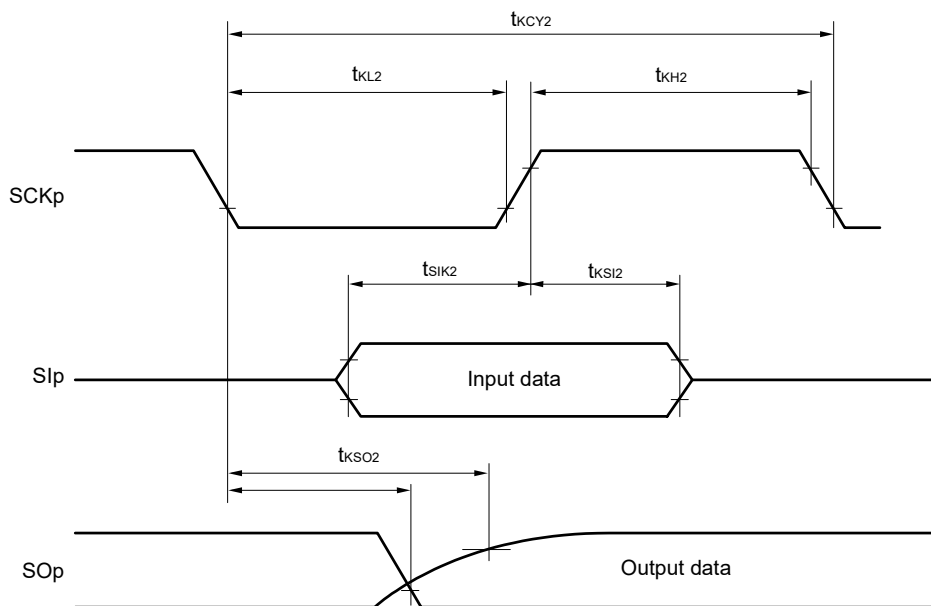 tKCY2
tKL2
tKH2
SCKp
tSIK2
tKSI2
SIp
Input data
tKSO2
SOp
Output data